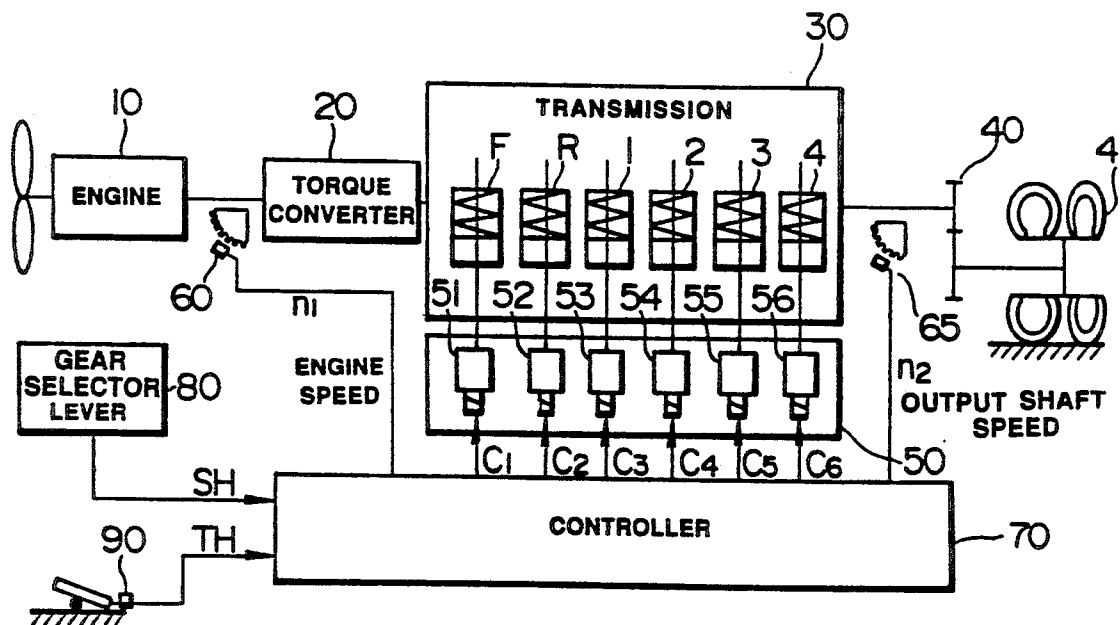 30
10
20
TRANSMISSION
F R 1 2 3 4
40
4
ENGINE
TORQUE
CONVERTER
60
n1
51 52 53 54 55 56
65
GEAR
SELECTOR
LEVER
80
ENGINE
SPEED
n2
OUTPUT SHAFT
SPEED
50
C1 C2 C3 C4 C5 C6
SH
CONTROLLER
70
TH
90